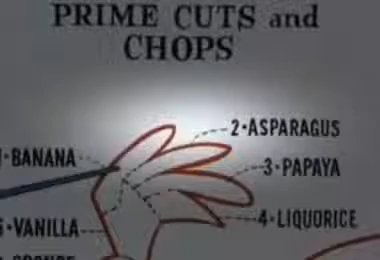 PRIME CUTS and
CHOPS
2·ASPARAGUS
·BANANA
3·PAPAYA
4·LIQUORICE
·VANILLA